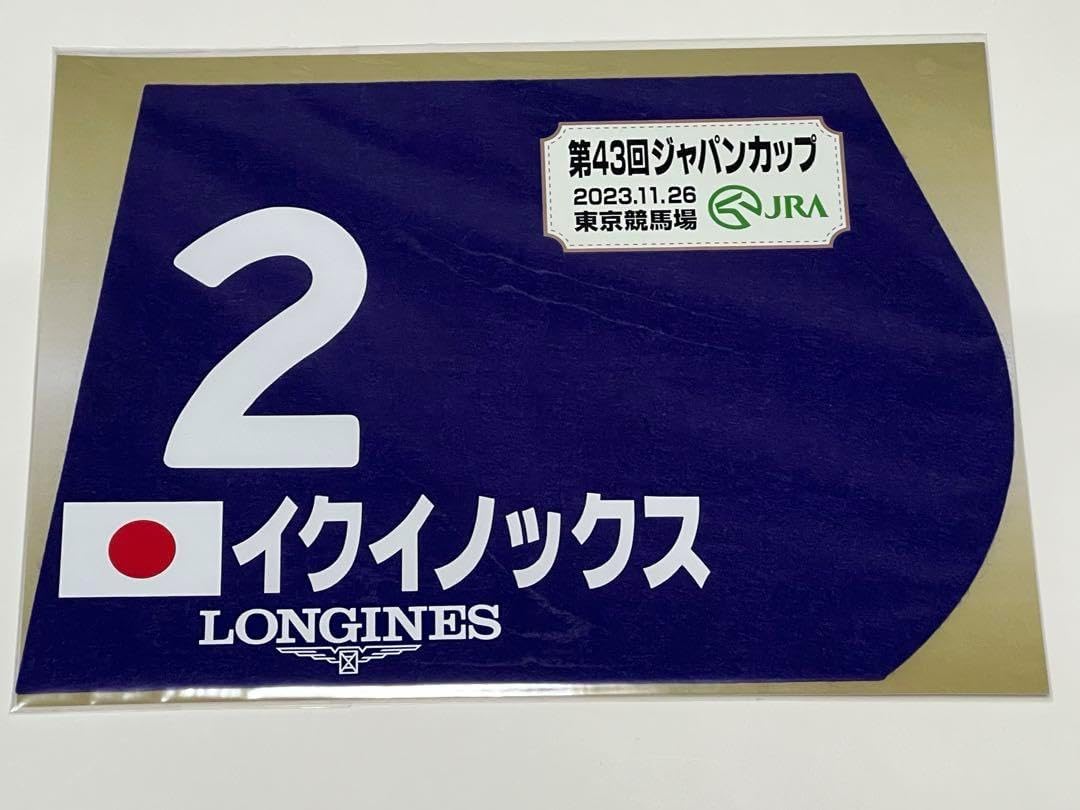 第43回ジャパンカップ
2023.11.26
東京競馬場
JRA
2
イクイノックス
LONGINES